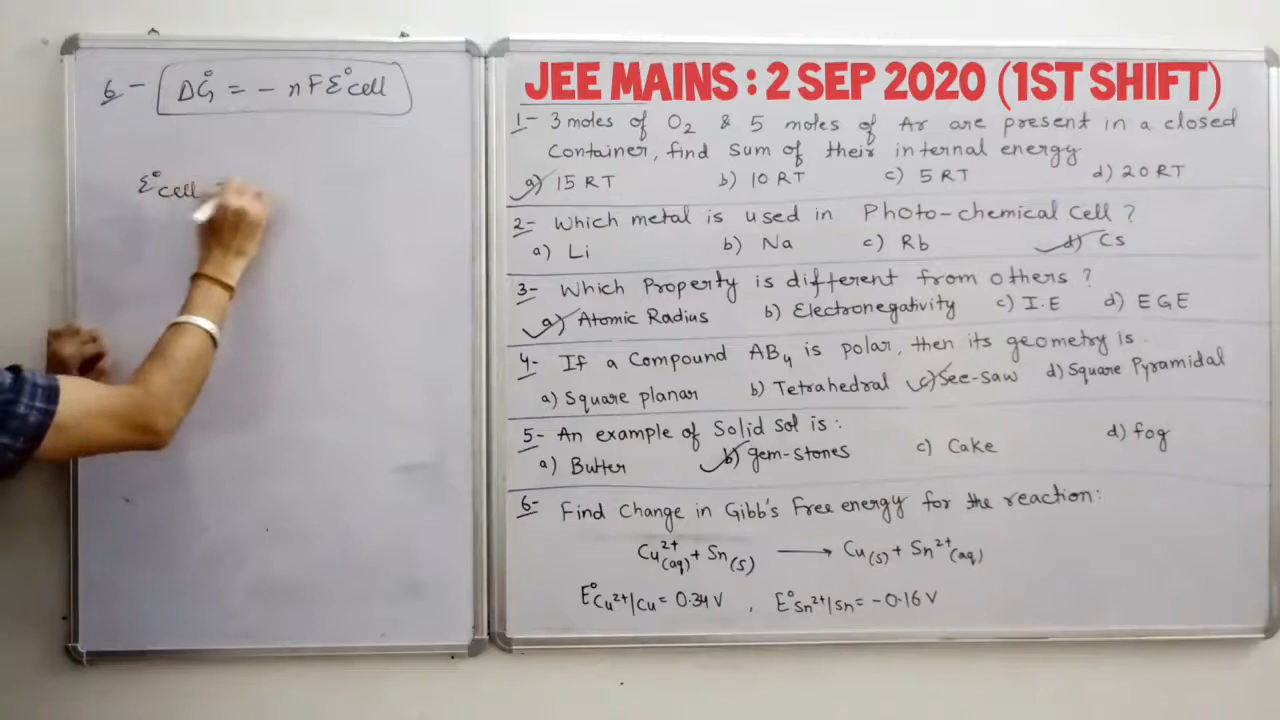 6- ΔG° = - nFE°cell
E°cell =
JEE MAINS : 2 SEP 2020 (1ST SHIFT)
1- 3 moles of O₂ & 5 moles of Ar are present in a closed
Container, find Sum of their internal energy
a) 15 RT b) 10 RT c) 5 RT d) 20 RT
2- Which metal is used in Photo-chemical Cell ?
a) Li b) Na c) Rb d) Cs
3- Which Property is different from others ?
a) Atomic Radius b) Electronegativity c) I.E d) EGE
4- If a Compound AB₄ is polar, then its geometry is.
a) Square planar b) Tetrahedral c) See-saw d) Square Pyramidal
5- An example of Solid sol is :
a) Butter b) gem-stones c) Cake d) fog
6- Find Change in Gibb's Free energy for the reaction:
Cu²⁺(aq) + Sn(s) → Cu(s) + Sn²⁺(aq)
E°Cu²⁺/Cu = 0.34 V , E°Sn²⁺/Sn = -0.16 V